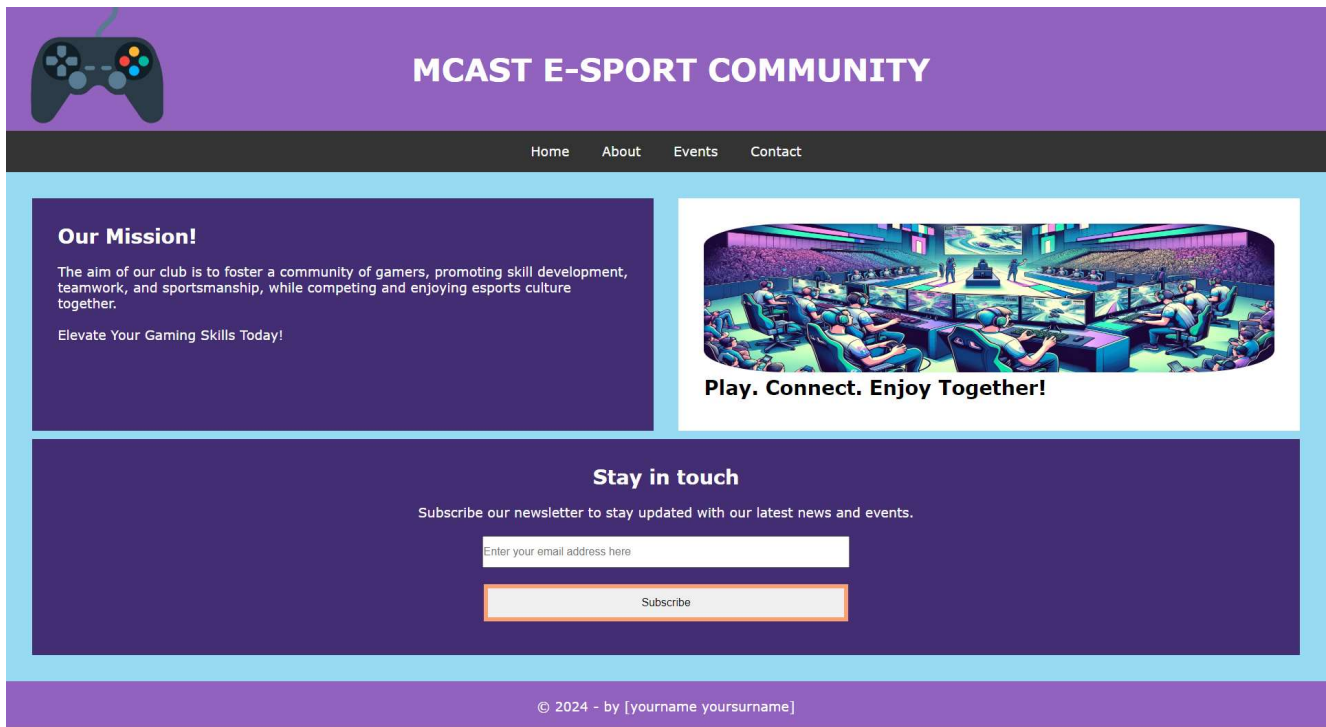 MCAST E-SPORT COMMUNITY
Home About Events Contact
Our Mission!
The aim of our club is to foster a community of gamers, promoting skill development,
teamwork, and sportsmanship, while competing and enjoying esports culture
together.
Elevate Your Gaming Skills Today!
Play. Connect. Enjoy Together!
Stay in touch
Subscribe our newsletter to stay updated with our latest news and events.
Enter your email address here
Subscribe
© 2024 - by [yourname yoursurname]